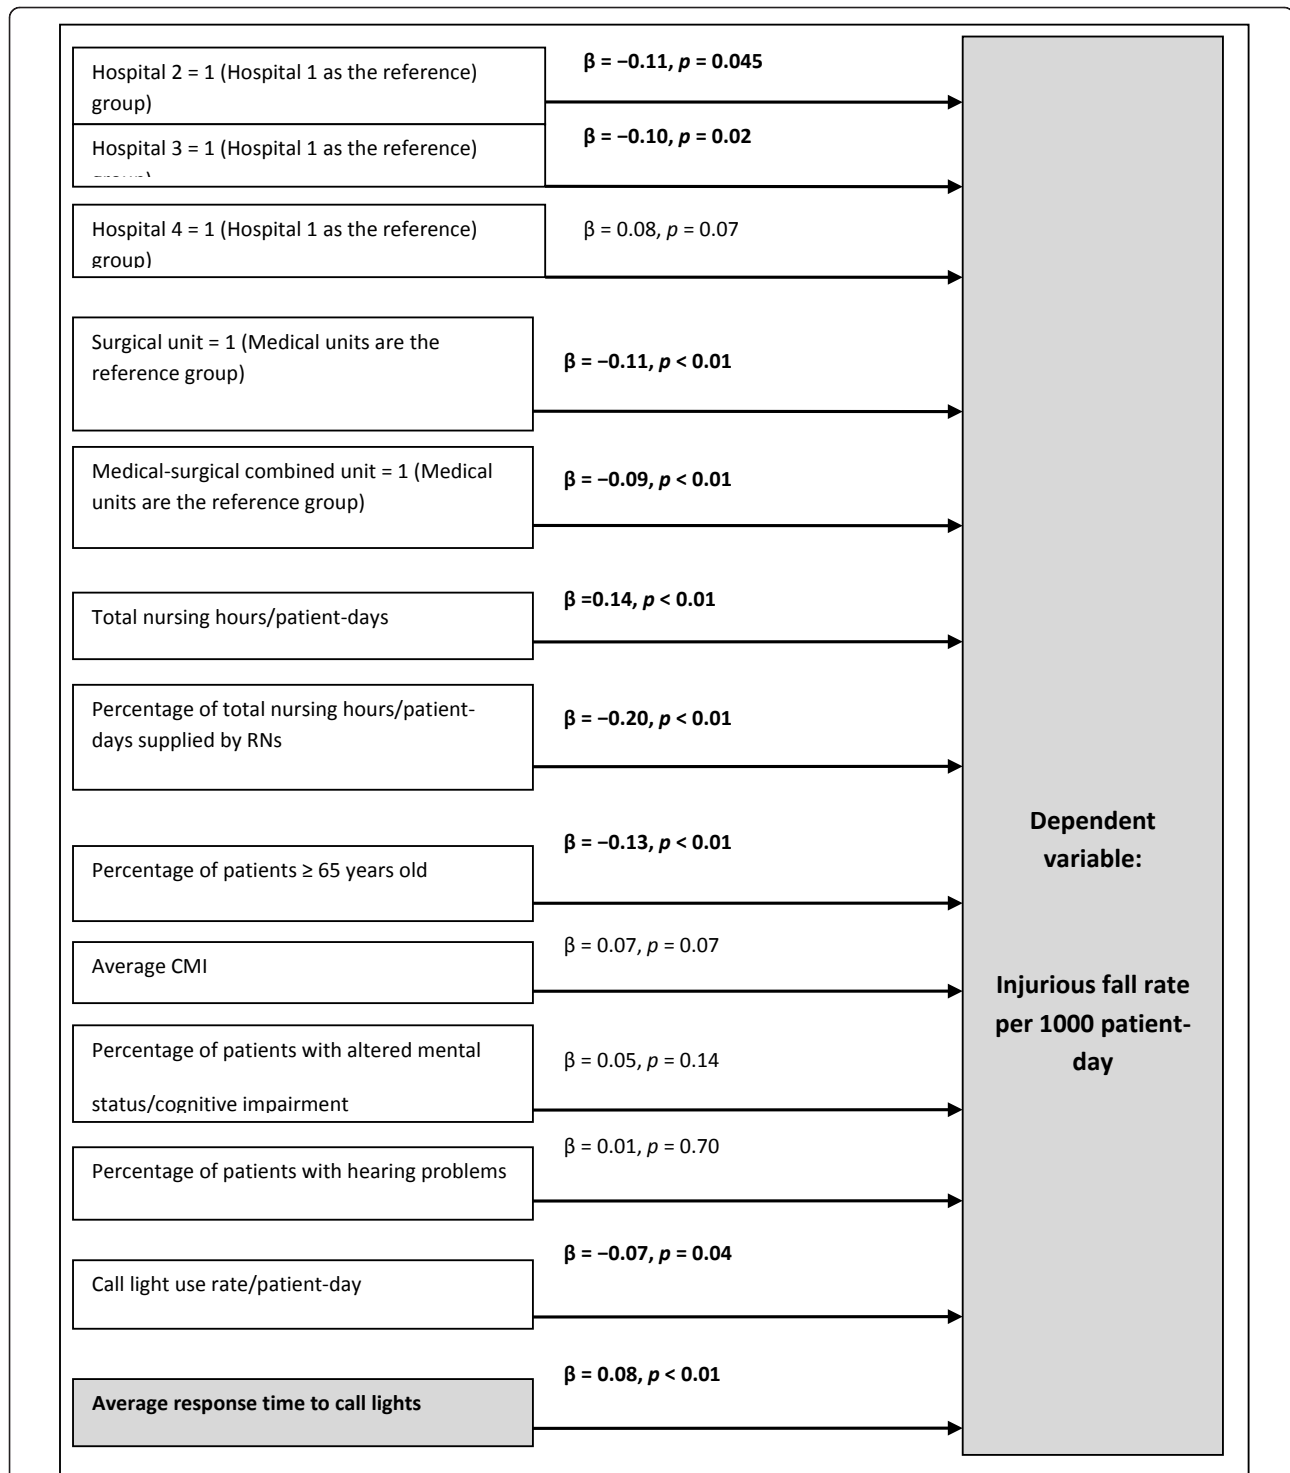 Hospital 2 = 1 (Hospital 1 as the reference)
group)
β = −0.11, p = 0.045
Hospital 3 = 1 (Hospital 1 as the reference)
β = −0.10, p = 0.02
Hospital 4 = 1 (Hospital 1 as the reference)
group)
β = 0.08, p = 0.07
Surgical unit = 1 (Medical units are the
reference group)
β = −0.11, p < 0.01
Medical-surgical combined unit = 1 (Medical
units are the reference group)
β = −0.09, p < 0.01
Total nursing hours/patient-days
β =0.14, p < 0.01
Percentage of total nursing hours/patient-
days supplied by RNs
β = −0.20, p < 0.01
Percentage of patients ≥ 65 years old
β = −0.13, p < 0.01
Average CMI
β = 0.07, p = 0.07
Percentage of patients with altered mental
status/cognitive impairment
β = 0.05, p = 0.14
Percentage of patients with hearing problems
β = 0.01, p = 0.70
Call light use rate/patient-day
β = −0.07, p = 0.04
Average response time to call lights
β = 0.08, p < 0.01
Dependent
variable:
Injurious fall rate
per 1000 patient-
day